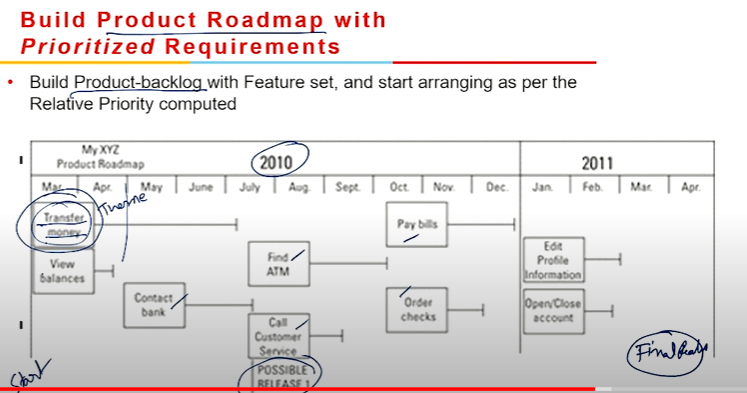 Build Product Roadmap with
Prioritized Requirements
• Build Product-backlog with Feature set, and start arranging as per the
Relative Priority computed
My XYZ
Product Roadmap
2010
2011
Mar. Apr. May June July Aug. Sept. Oct. Nov. Dec. Jan. Feb. Mar. Apr.
Transfer
money
Theme
Pay bills
View
balances
Find
ATM
Edit
Profile
Information
Contact
bank
Order
checks
Open/Close
account
Call
Customer
Service
POSSIBLE
RELEASE 1
Start
Final